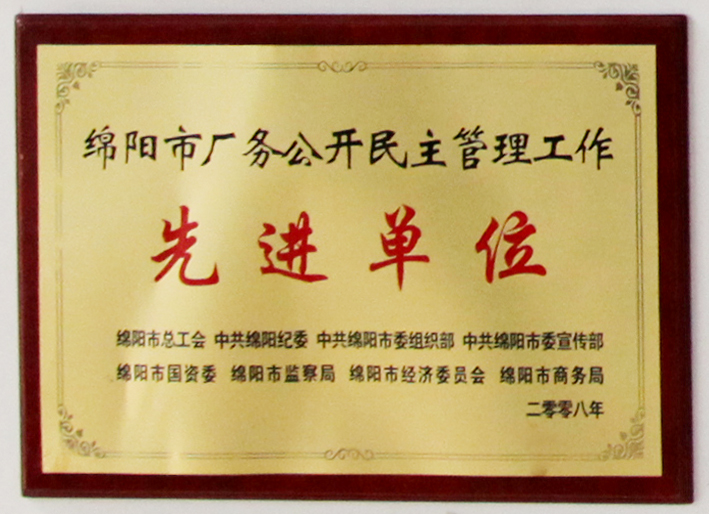 绵阳市厂务公开民主管理工作
先进单位
绵阳市总工会 中共绵阳纪委 中共绵阳市委组织部 中共绵阳市委宣传部
绵阳市国资委 绵阳市监察局 绵阳市经济委员会 绵阳市商务局
二零零八年